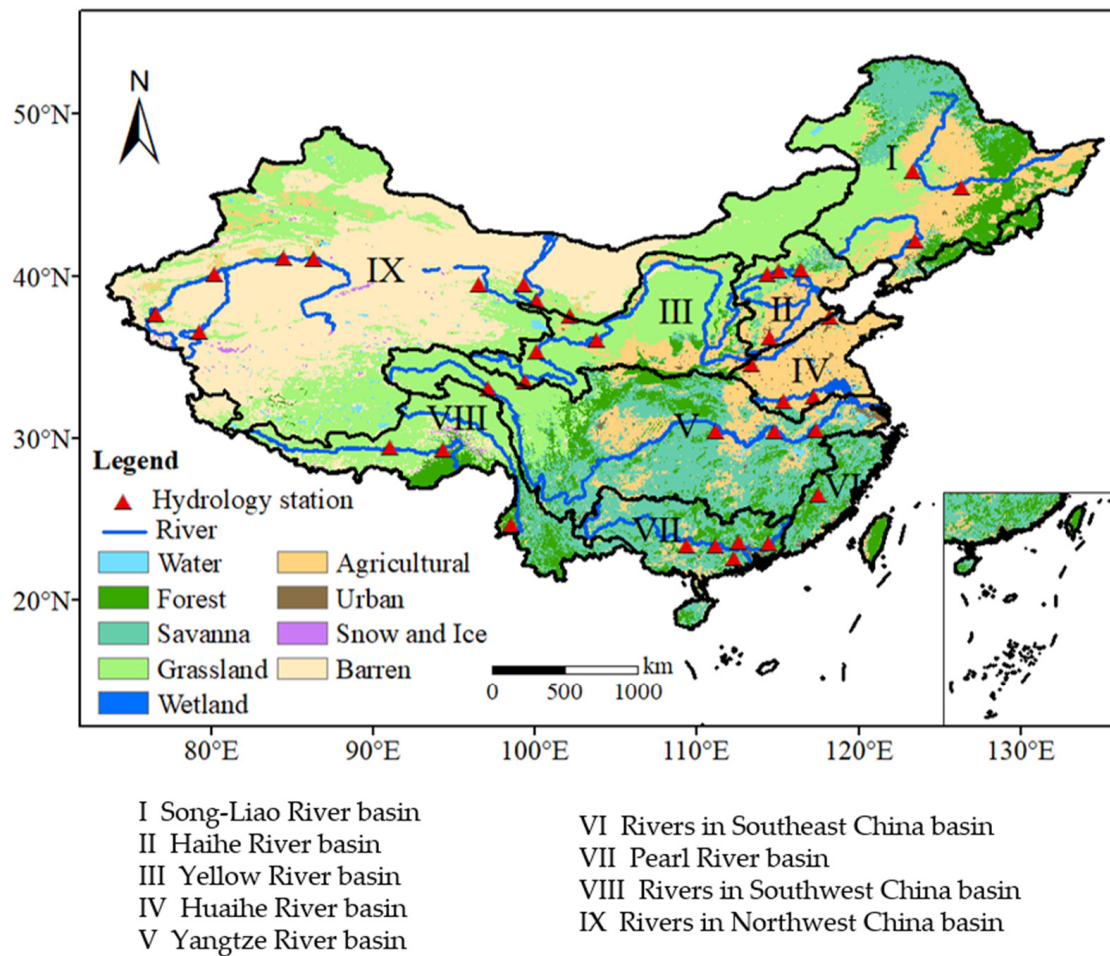 N
50°N
40°N
30°N
20°N
I
IX
II
III
IV
VIII
V
VI
VII
Legend
Hydrology station
River
Water
Agricultural
Forest
Urban
Savanna
Snow and Ice
Grassland
Barren
Wetland
km
0 500 1000
80°E 90°E 100°E 110°E 120°E 130°E
I Song-Liao River basin
II Haihe River basin
III Yellow River basin
IV Huaihe River basin
V Yangtze River basin
VI Rivers in Southeast China basin
VII Pearl River basin
VIII Rivers in Southwest China basin
IX Rivers in Northwest China basin